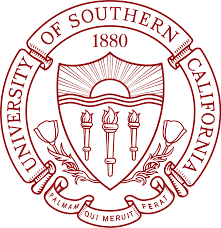 UNIVERSITY OF SOUTHERN CALIFORNIA
1880
PALMAM QUI MERUIT FERAT